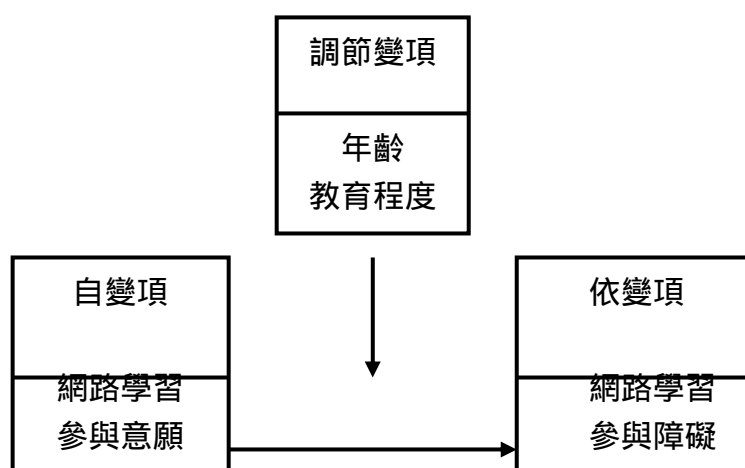 調節變項
年齡
教育程度
自變項
網路學習
參與意願
依變項
網路學習
參與障礙